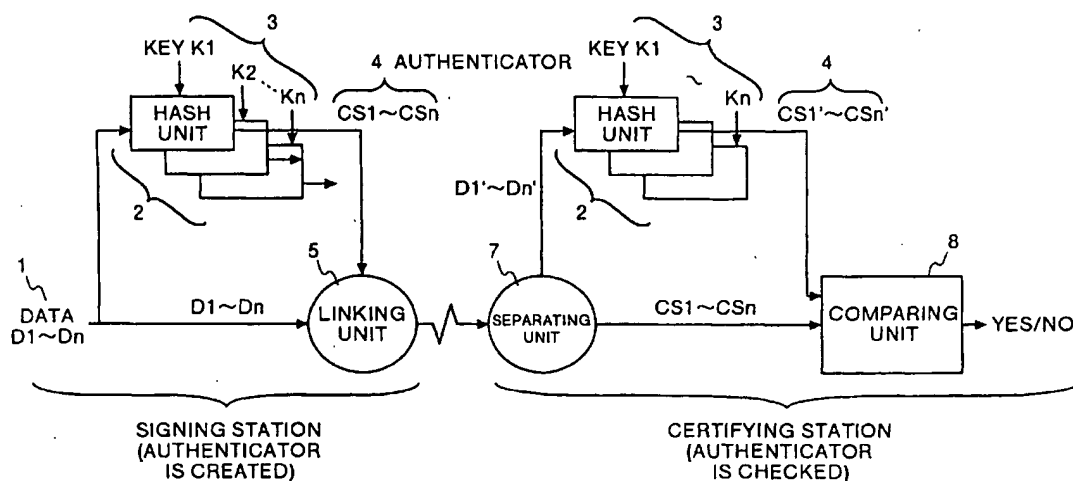 3
KEY K1
K2
Kn
4 AUTHENTICATOR
CS1~CSn
HASH
UNIT
2
1
DATA
D1~Dn
D1~Dn
5
LINKING
UNIT
SIGNING STATION
(AUTHENTICATOR
IS CREATED)
3
KEY K1
~
Kn
4
CS1'~CSn'
HASH
UNIT
D1'~Dn'
2
7
SEPARATING
UNIT
CS1~CSn
8
COMPARING
UNIT
YES/NO
CERTIFYING STATION
(AUTHENTICATOR
IS CHECKED)